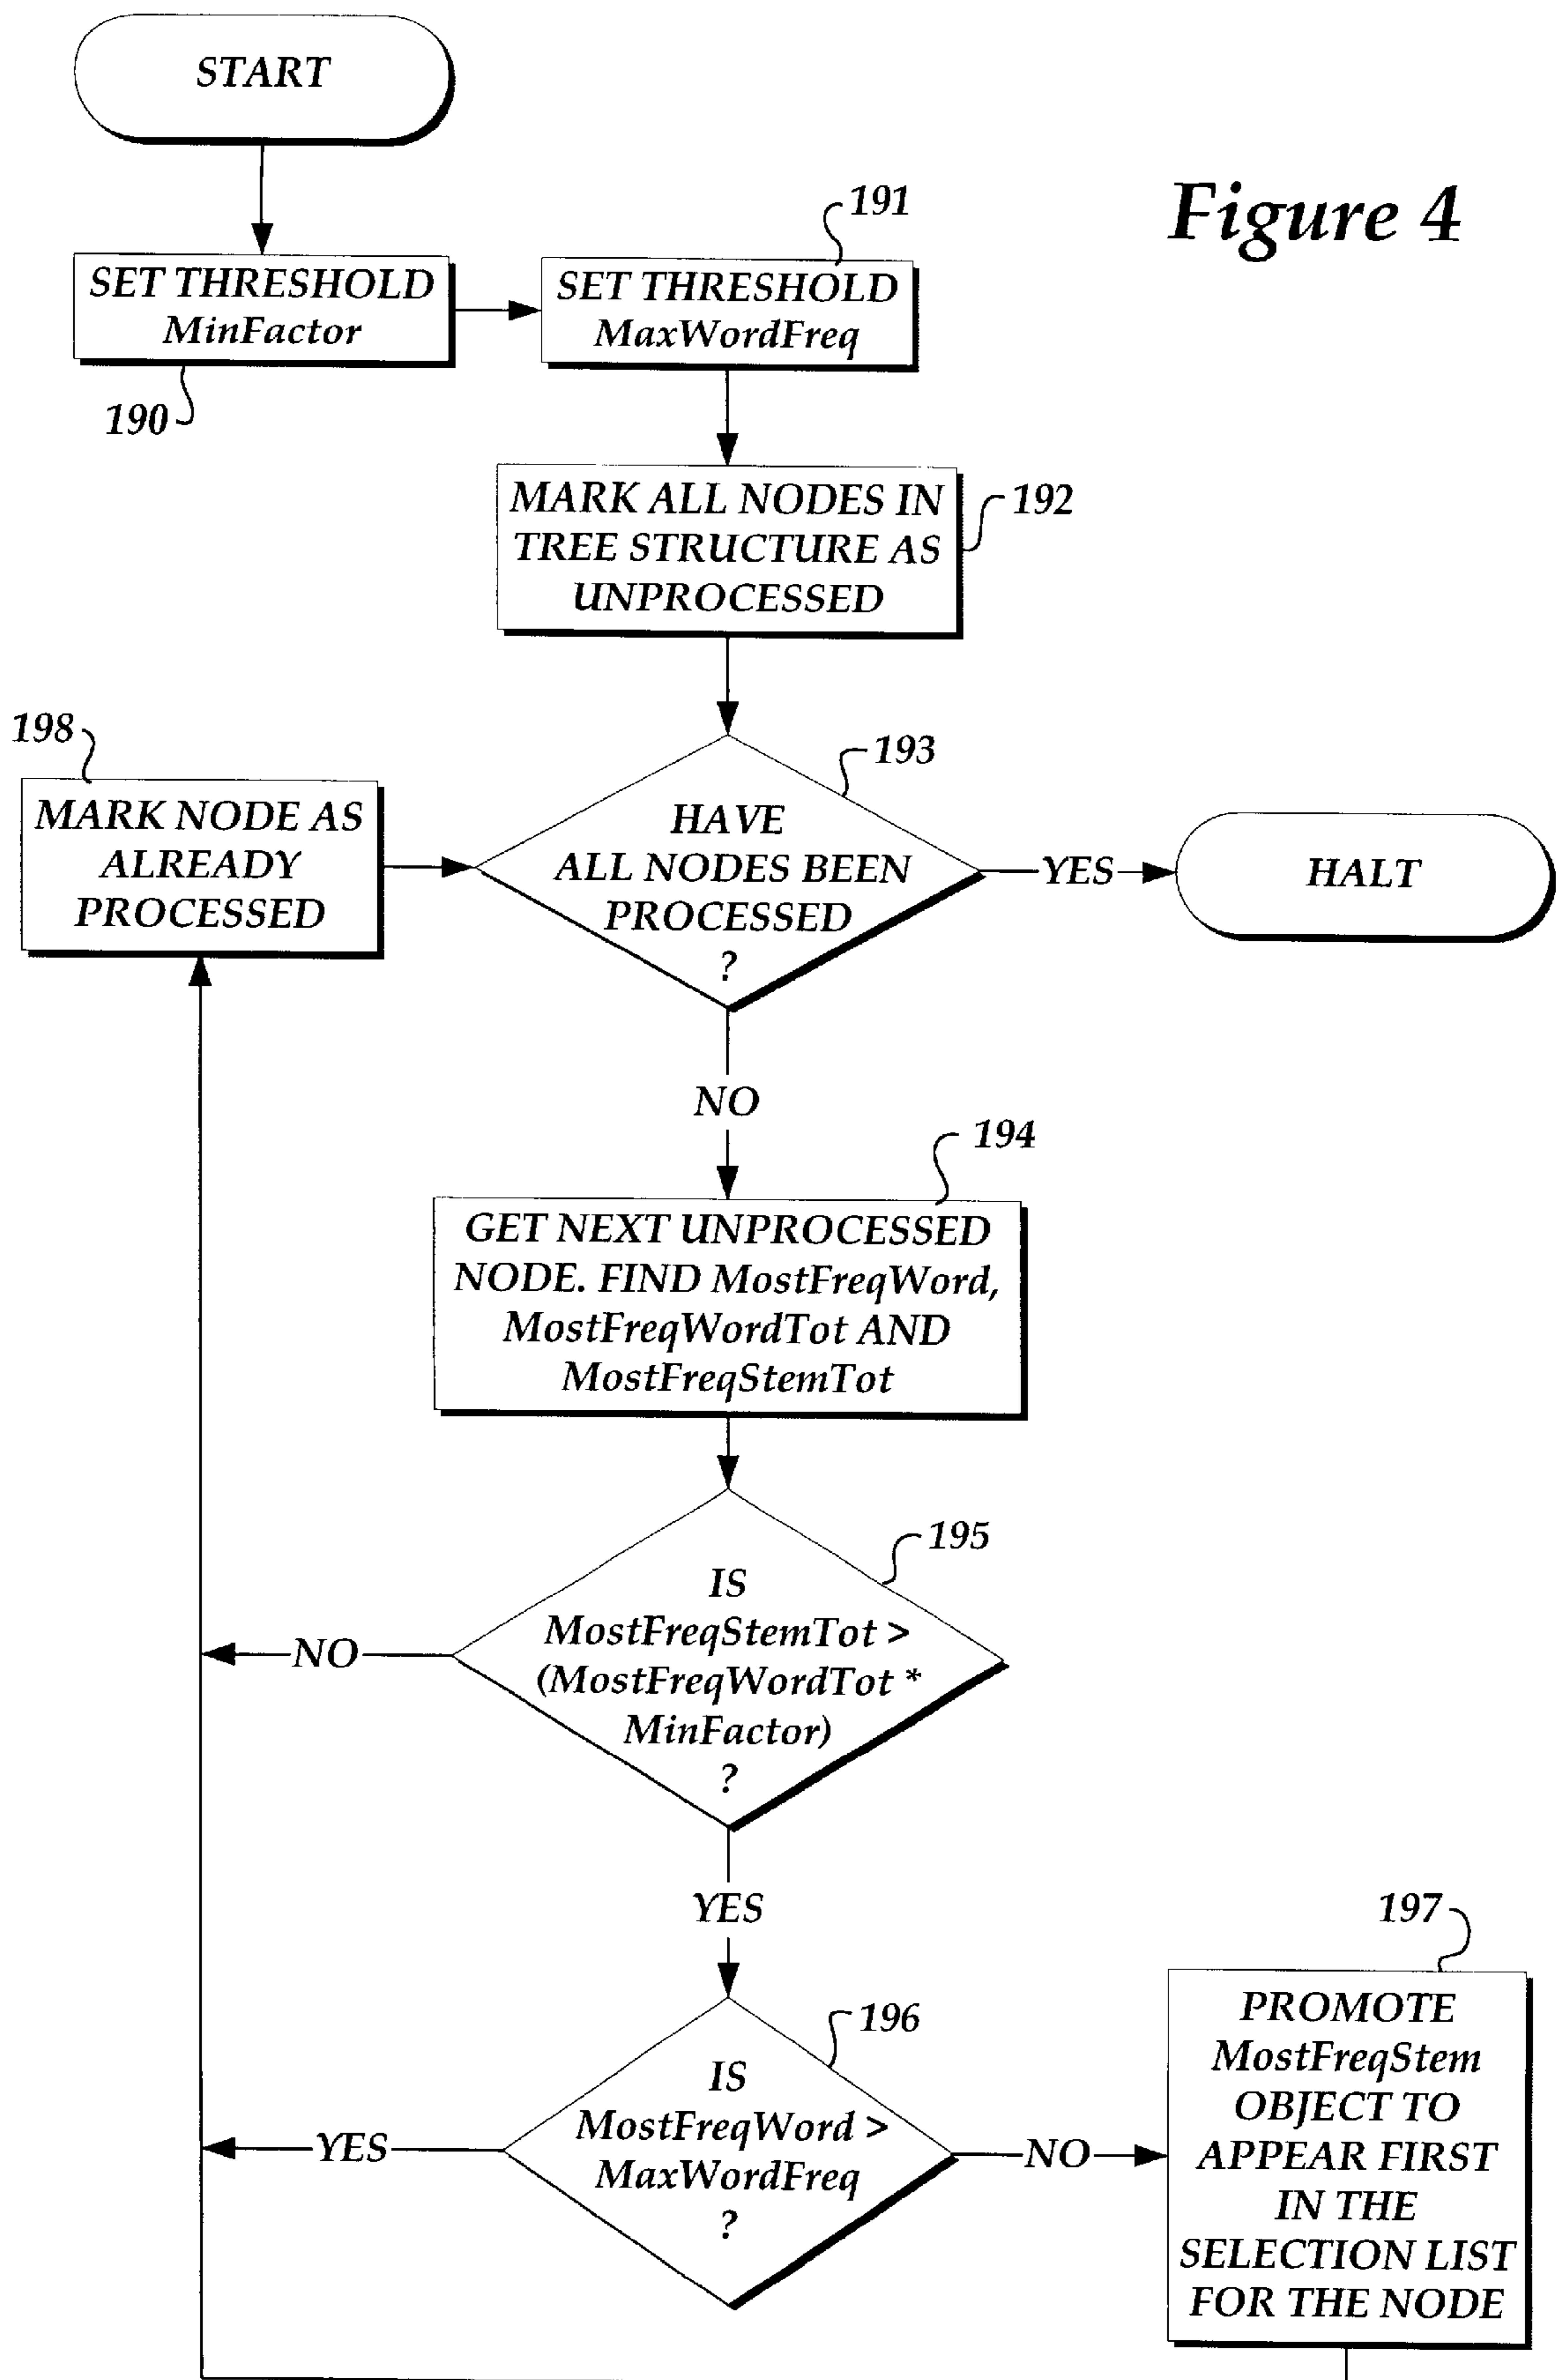 START
Figure 4
191
SET THRESHOLD
MinFactor
SET THRESHOLD
MaxWordFreq
190
MARK ALL NODES IN
TREE STRUCTURE AS
UNPROCESSED
192
198
193
MARK NODE AS
ALREADY
PROCESSED
HAVE
ALL NODES BEEN
PROCESSED
?
YES
HALT
NO
194
GET NEXT UNPROCESSED
NODE. FIND MostFreqWord,
MostFreqWordTot AND
MostFreqStemTot
195
IS
MostFreqStemTot >
(MostFreqWordTot *
MinFactor)
?
NO
YES
197
196
IS
MostFreqWord >
MaxWordFreq
?
YES
NO
PROMOTE
MostFreqStem
OBJECT TO
APPEAR FIRST
IN THE
SELECTION LIST
FOR THE NODE